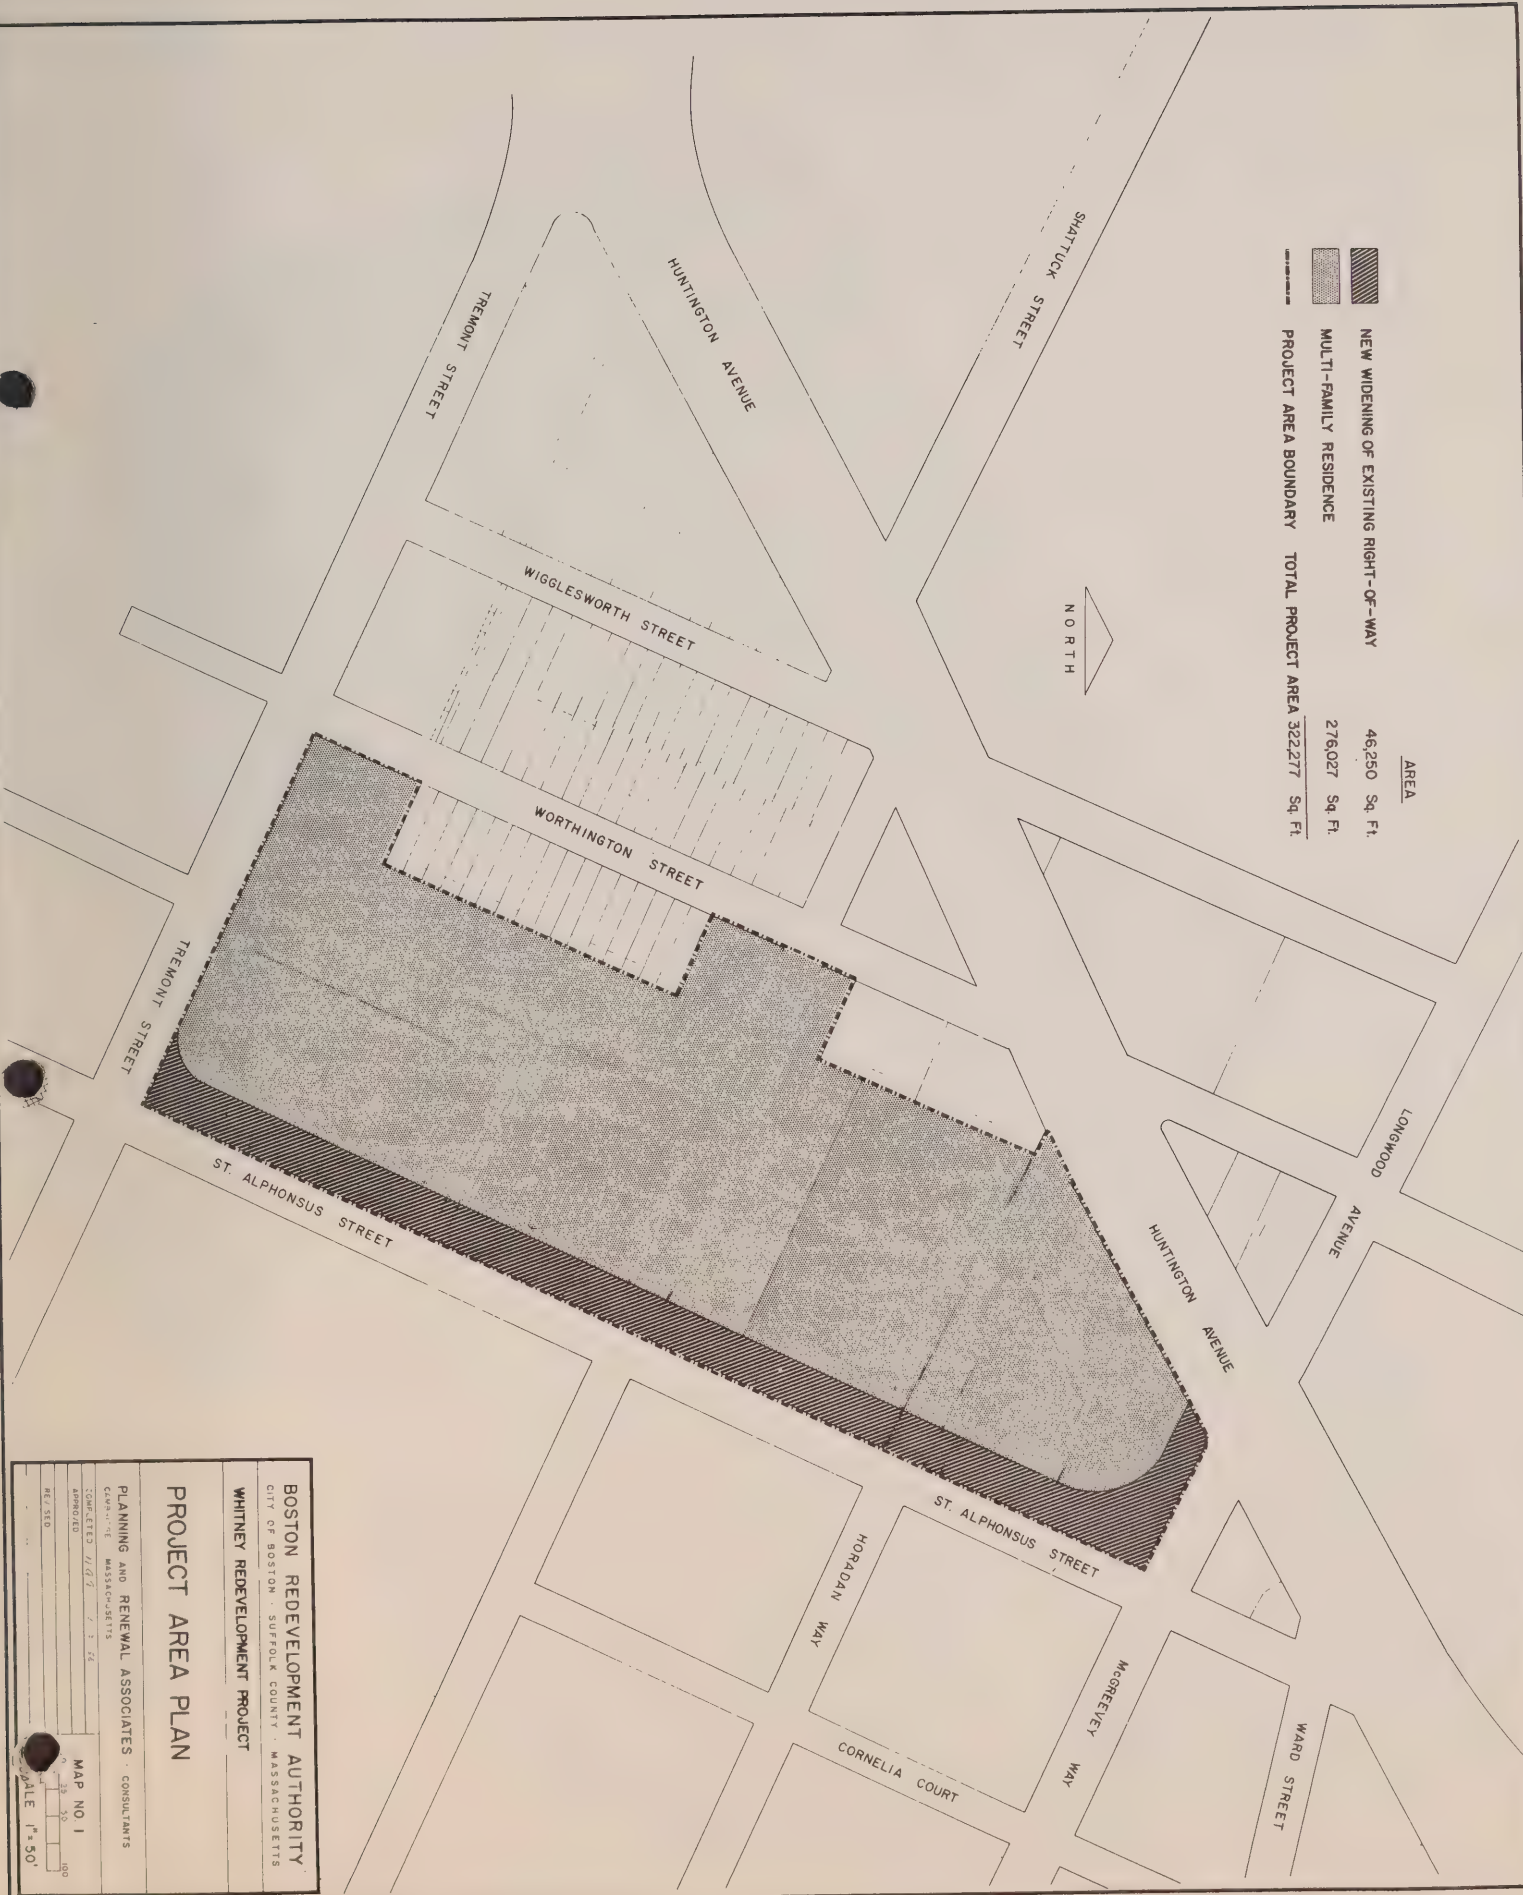 AREA
NEW WIDENING OF EXISTING RIGHT-OF-WAY 46,250 Sq. Ft.
MULTI-FAMILY RESIDENCE 276,027 Sq. Ft.
PROJECT AREA BOUNDARY TOTAL PROJECT AREA 322,277 Sq. Ft.
NORTH
SHATTUCK STREET
HUNTINGTON AVENUE
TREMONT STREET
WIGGLESWORTH STREET
WORTHINGTON STREET
LONGWOOD AVENUE
HUNTINGTON AVENUE
TREMONT STREET
ST. ALPHONSUS STREET
ST. ALPHONSUS STREET
HORADAN WAY
McGREEVEY WAY
WARD STREET
CORNELIA COURT
BOSTON REDEVELOPMENT AUTHORITY
CITY OF BOSTON · SUFFOLK COUNTY · MASSACHUSETTS
WHITNEY REDEVELOPMENT PROJECT
PROJECT AREA PLAN
PLANNING AND RENEWAL ASSOCIATES · CONSULTANTS
MASSACHUSETTS
COMPLETED
APPROVED
REVISED
MAP NO. 1
25 50 100
1"=50'